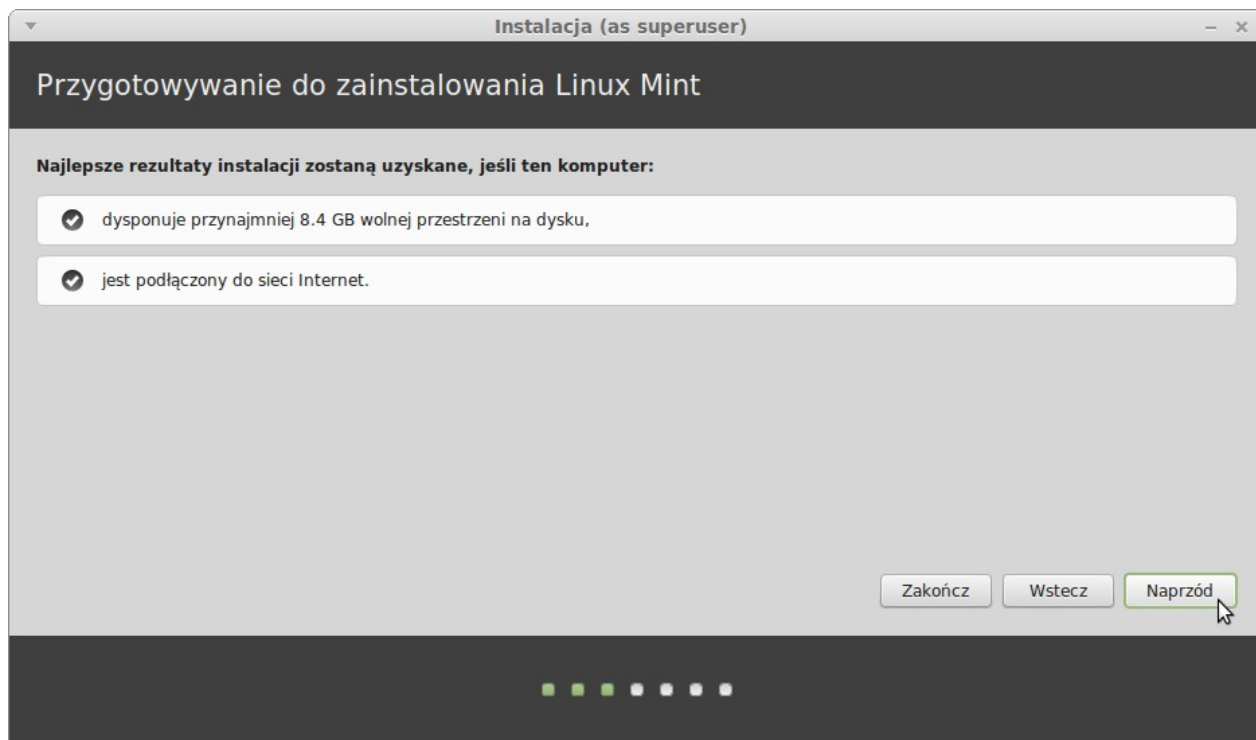 Instalacja (as superuser)
Przygotowywanie do zainstalowania Linux Mint
Najlepsze rezultaty instalacji zostaną uzyskane, jeśli ten komputer:
dysponuje przynajmniej 8.4 GB wolnej przestrzeni na dysku,
jest podłączony do sieci Internet.
Zakończ Wstecz Naprzód